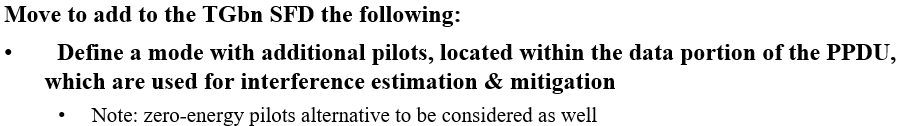 Move to add to the TGbn SFD the following:
• Define a mode with additional pilots, located within the data portion of the PPDU,
which are used for interference estimation & mitigation
• Note: zero-energy pilots alternative to be considered as well